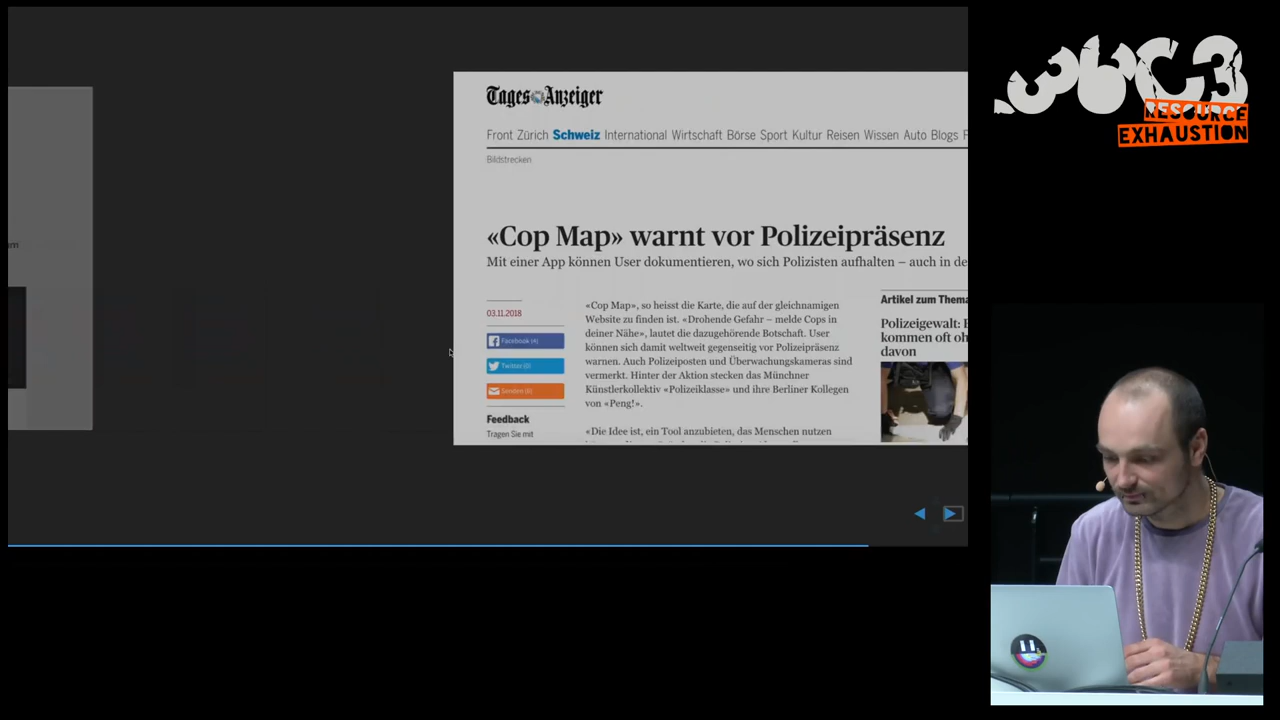 36C3
RESOURCE
EXHAUSTION
Tages Anzeiger
Front Zürich Schweiz International Wirtschaft Börse Sport Kultur Reisen Wissen Auto Blogs
Bildstrecken
«Cop Map» warnt vor Polizeipräsenz
Mit einer App können User dokumentieren, wo sich Polizisten aufhalten – auch in de
03.11.2018
Facebook (4)
Twitter (0)
Senden (6)
Feedback
Tragen Sie mit
«Cop Map», so heisst die Karte, die auf der gleichnamigen
Website zu finden ist. «Drohende Gefahr – melde Cops in
deiner Nähe», lautet die dazugehörende Botschaft. User
können sich damit weltweit gegenseitig vor Polizeipräsenz
warnen. Auch Polizeiposten und Überwachungskameras sind
vermerkt. Hinter der Aktion stecken das Münchner
Künstlerkollektiv «Polizeiklasse» und ihre Berliner Kollegen
von «Peng!».
«Die Idee ist, ein Tool anzubieten, das Menschen nutzen
Artikel zum Thema
Polizeigewalt:
kommen oft oh
davon